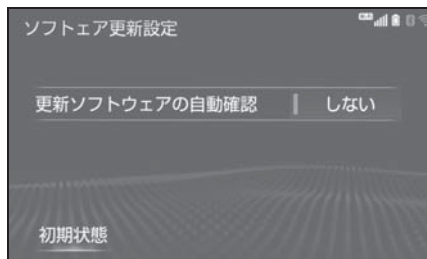 ソフトェア更新設定
更新ソフトウェアの自動確認 しない
初期状態